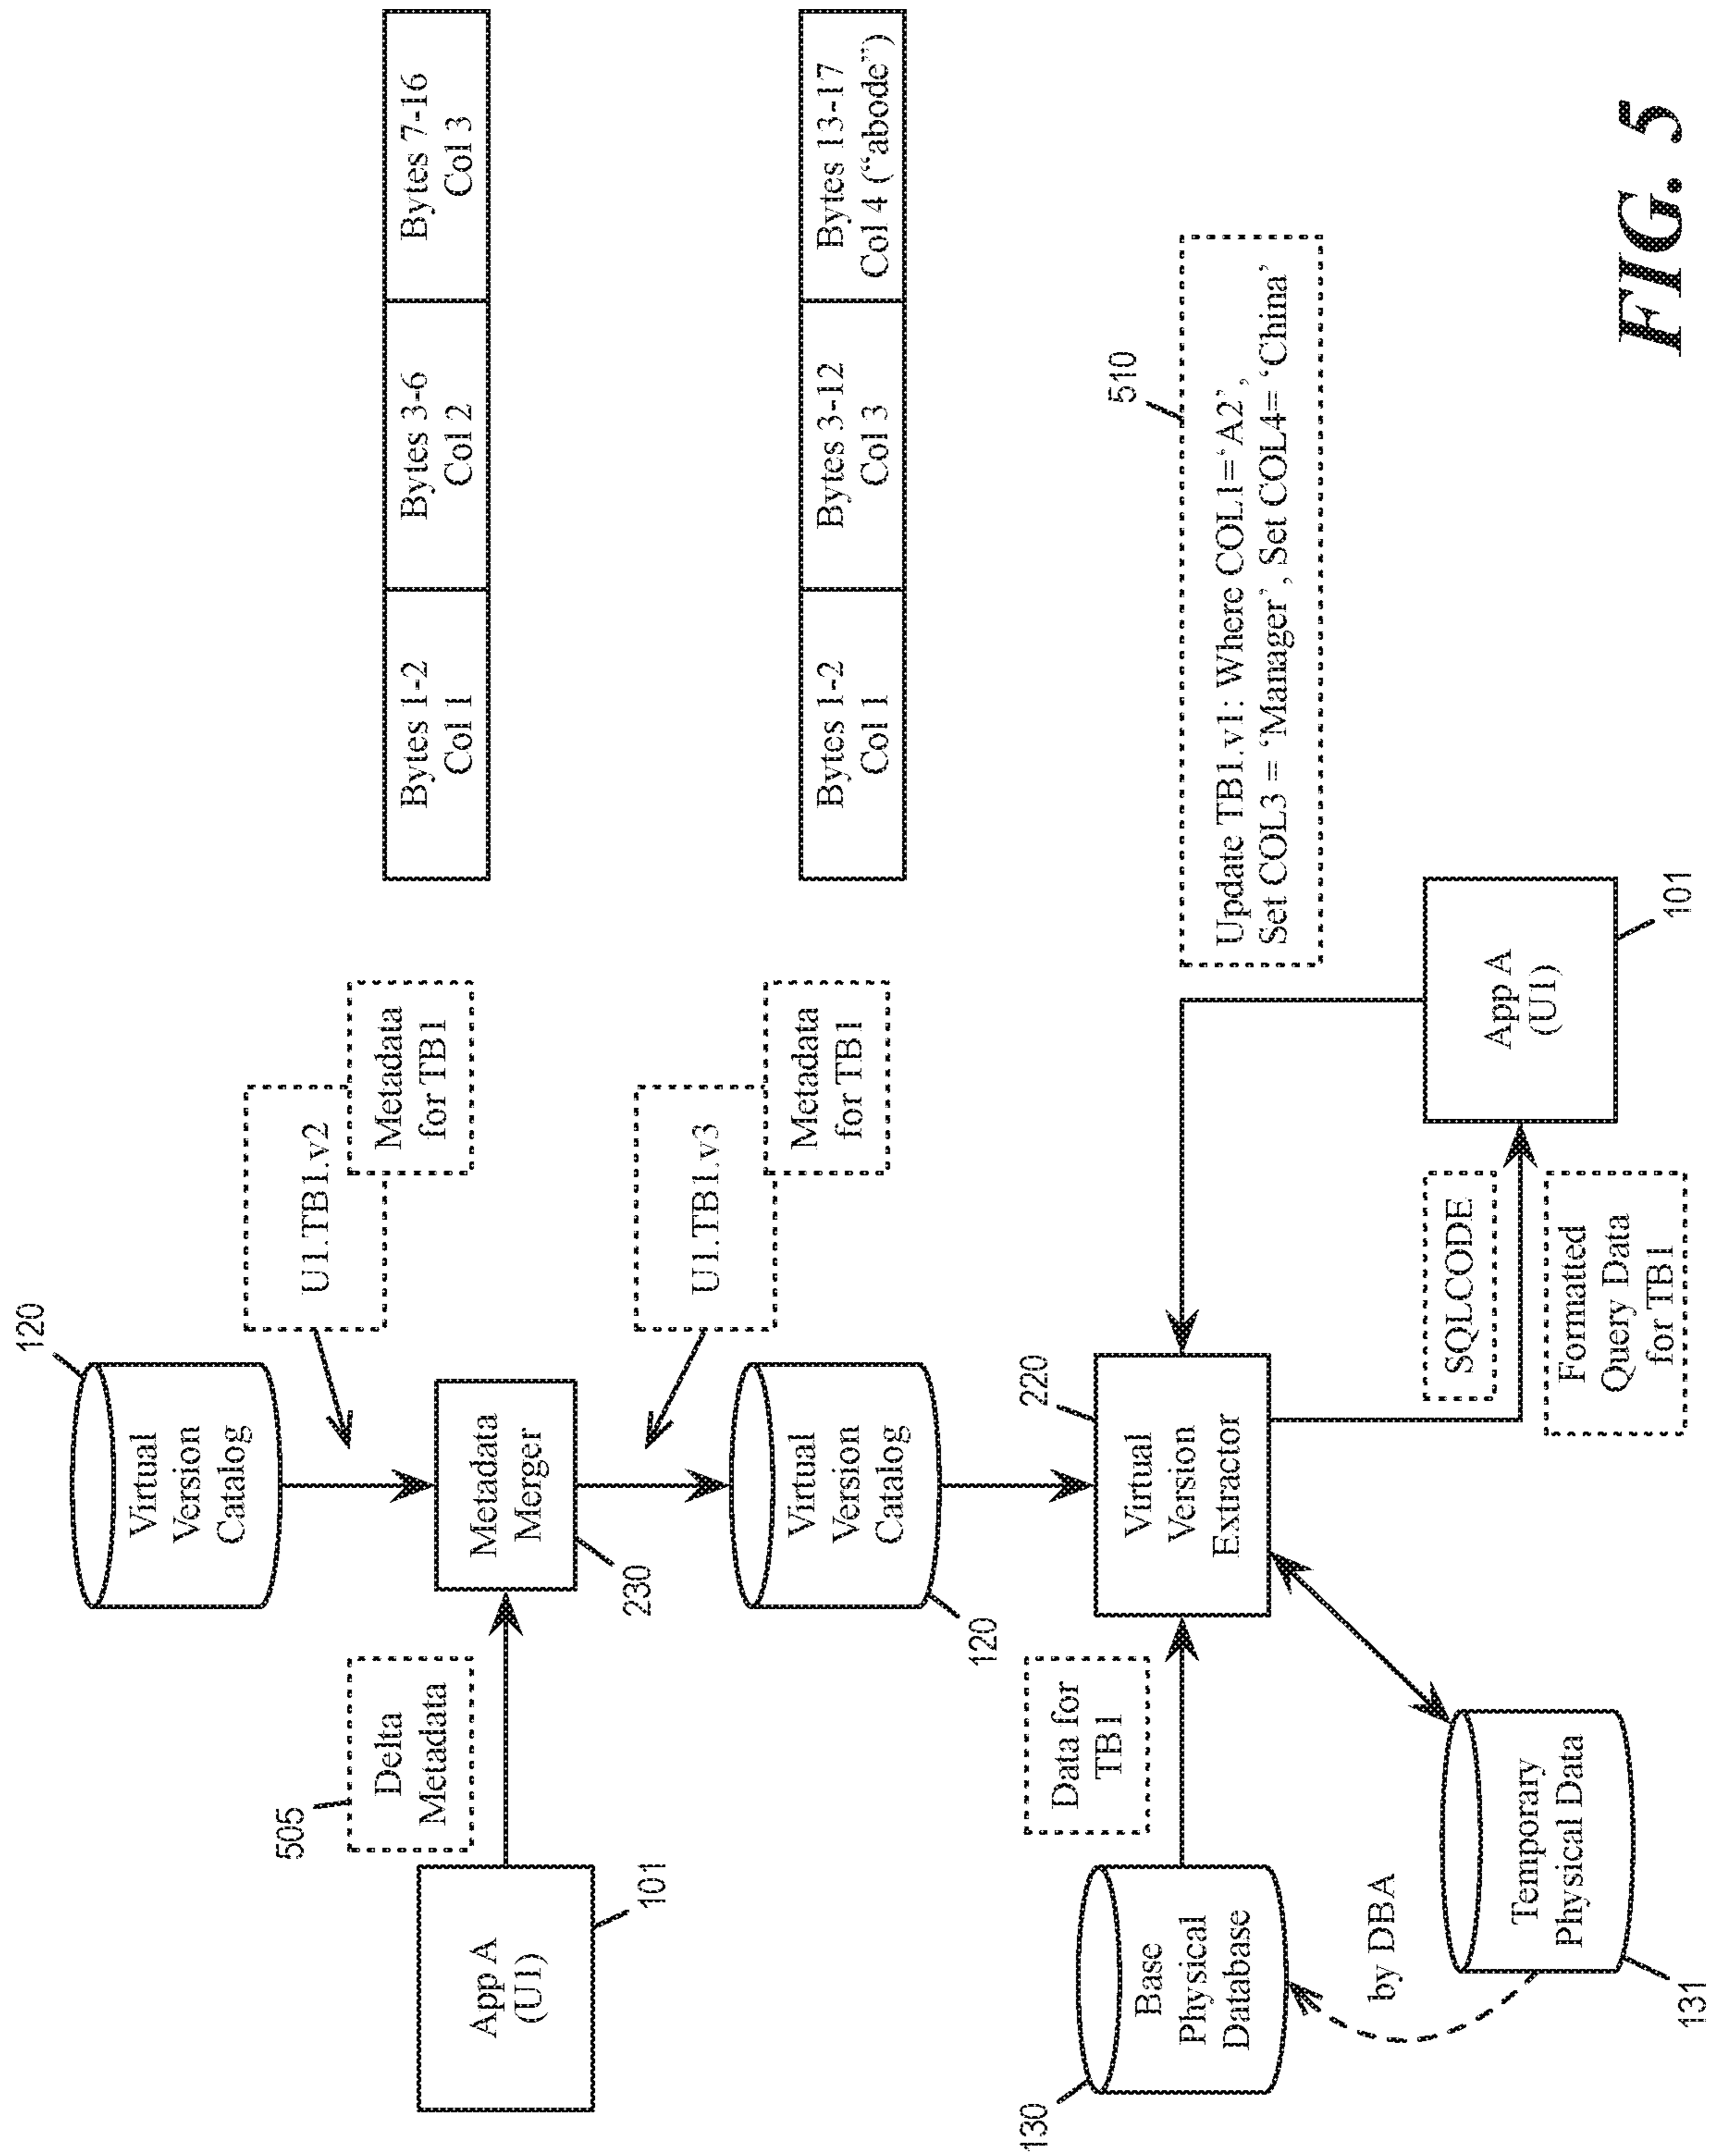 120
Virtual
Version
Catalog
U1.TB1.v2
Metadata
for TB1
Bytes 1-2
Col 1
Bytes 3-6
Col 2
Bytes 7-16
Col 3
505
Delta
Metadata
App A
(U1)
101
Metadata
Merger
230
U1.TB1.v3
Metadata
for TB1
Bytes 1-2
Col 1
Bytes 3-12
Col 3
Bytes 13-17
Col 4 (“abode”)
Virtual
Version
Catalog
120
130
Base
Physical
Database
Data for
TB1
220
Virtual
Version
Extractor
510
Update TB1.v1: Where COL1=‘A2’,
Set COL3 = ‘Manager’, Set COL4= ‘China’
by DBA
Temporary
Physical Data
131
SQLCODE
Formatted
Query Data
for TB1
App A
(U1)
101
FIG. 5